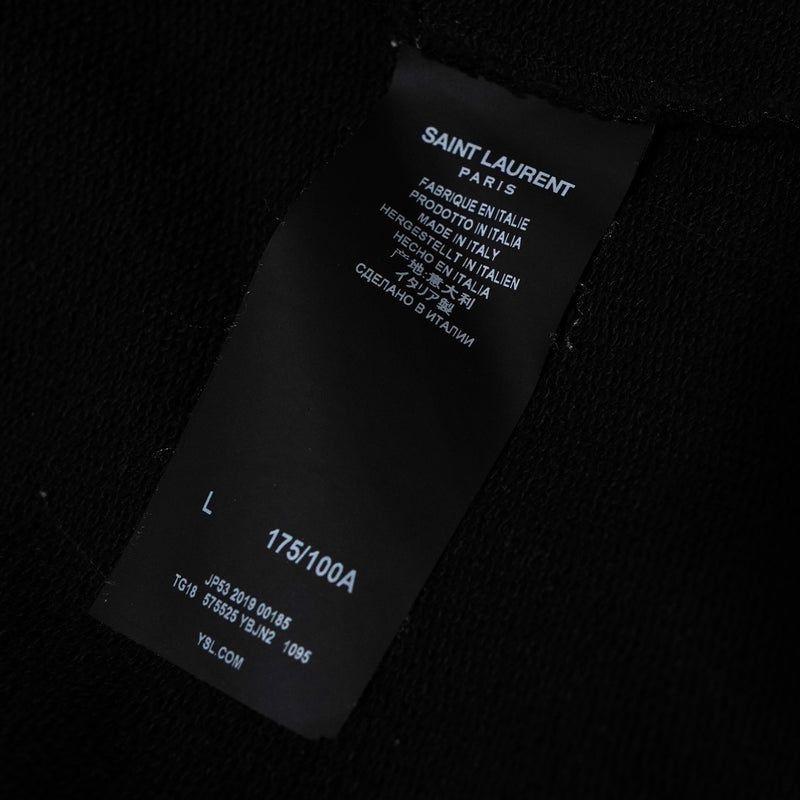 SAINT LAURENT
PARIS
FABRIQUE EN ITALIE
PRODOTTO IN ITALIA
MADE IN ITALY
HERGESTELLT IN ITALIEN
HECHO EN ITALIA
产地:意大利
イタリア製
СДЕЛАНО В ИТАЛИИ
L 175/100A
JP53 2019 00185
TG18 575525 YBJN2 1095
YSL.COM